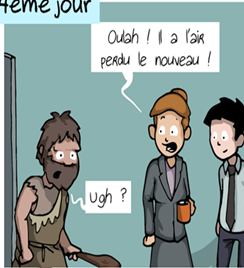 4ème jour
Oulah ! Il a l'air
perdu le nouveau !
Ugh ?